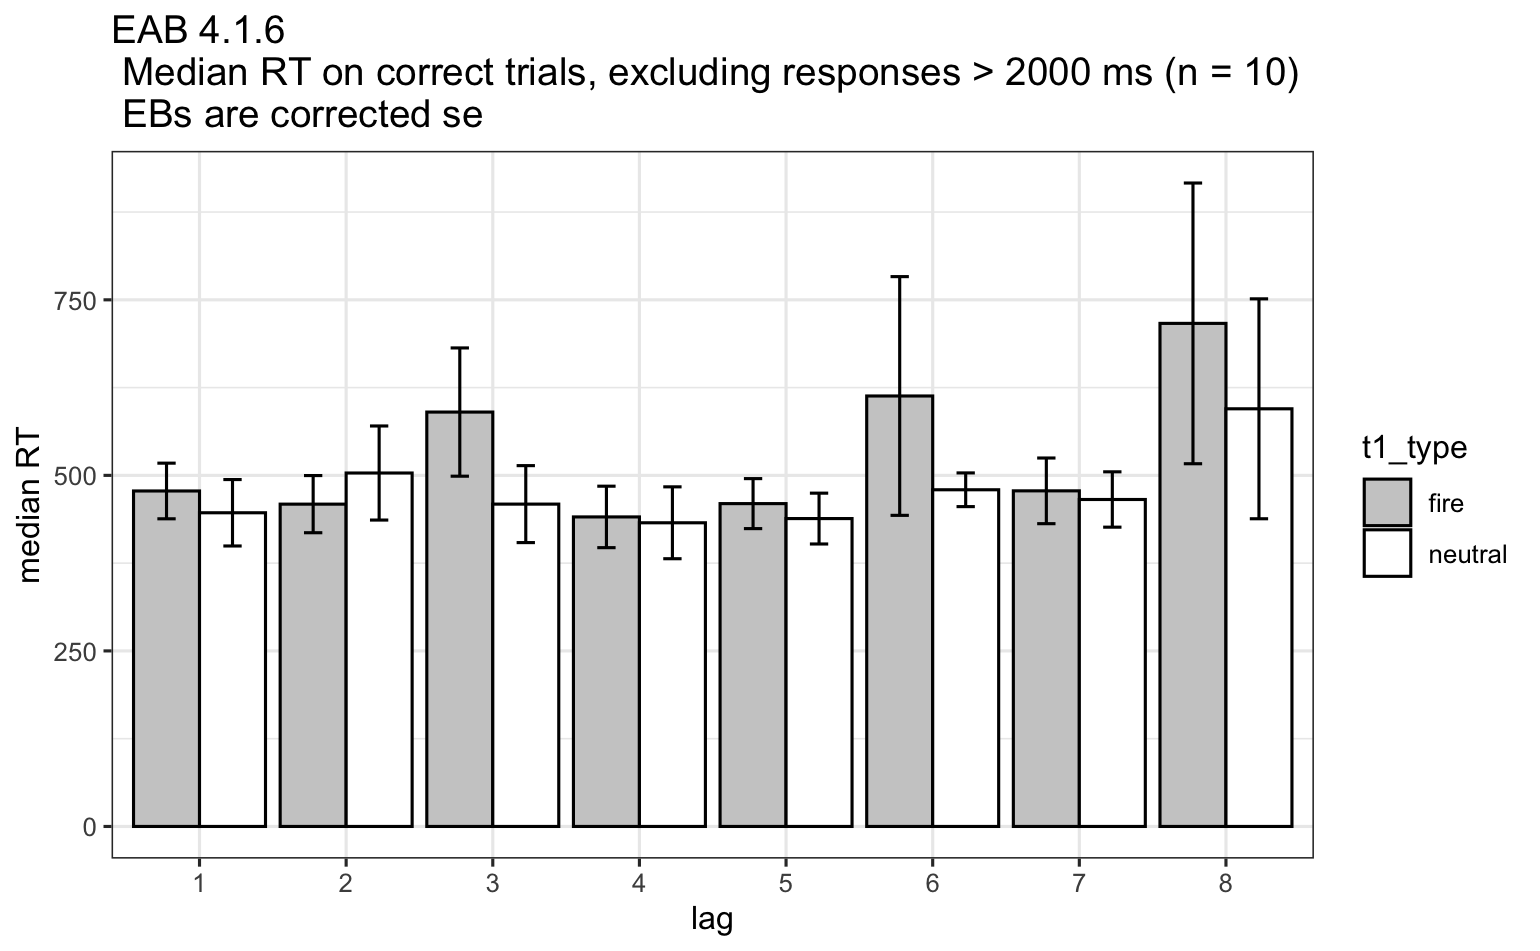 EAB 4.1.6
Median RT on correct trials, excluding responses > 2000 ms (n = 10)
EBs are corrected se
median RT
750
500
250
0
1 2 3 4 5 6 7 8
lag
t1_type
fire
neutral